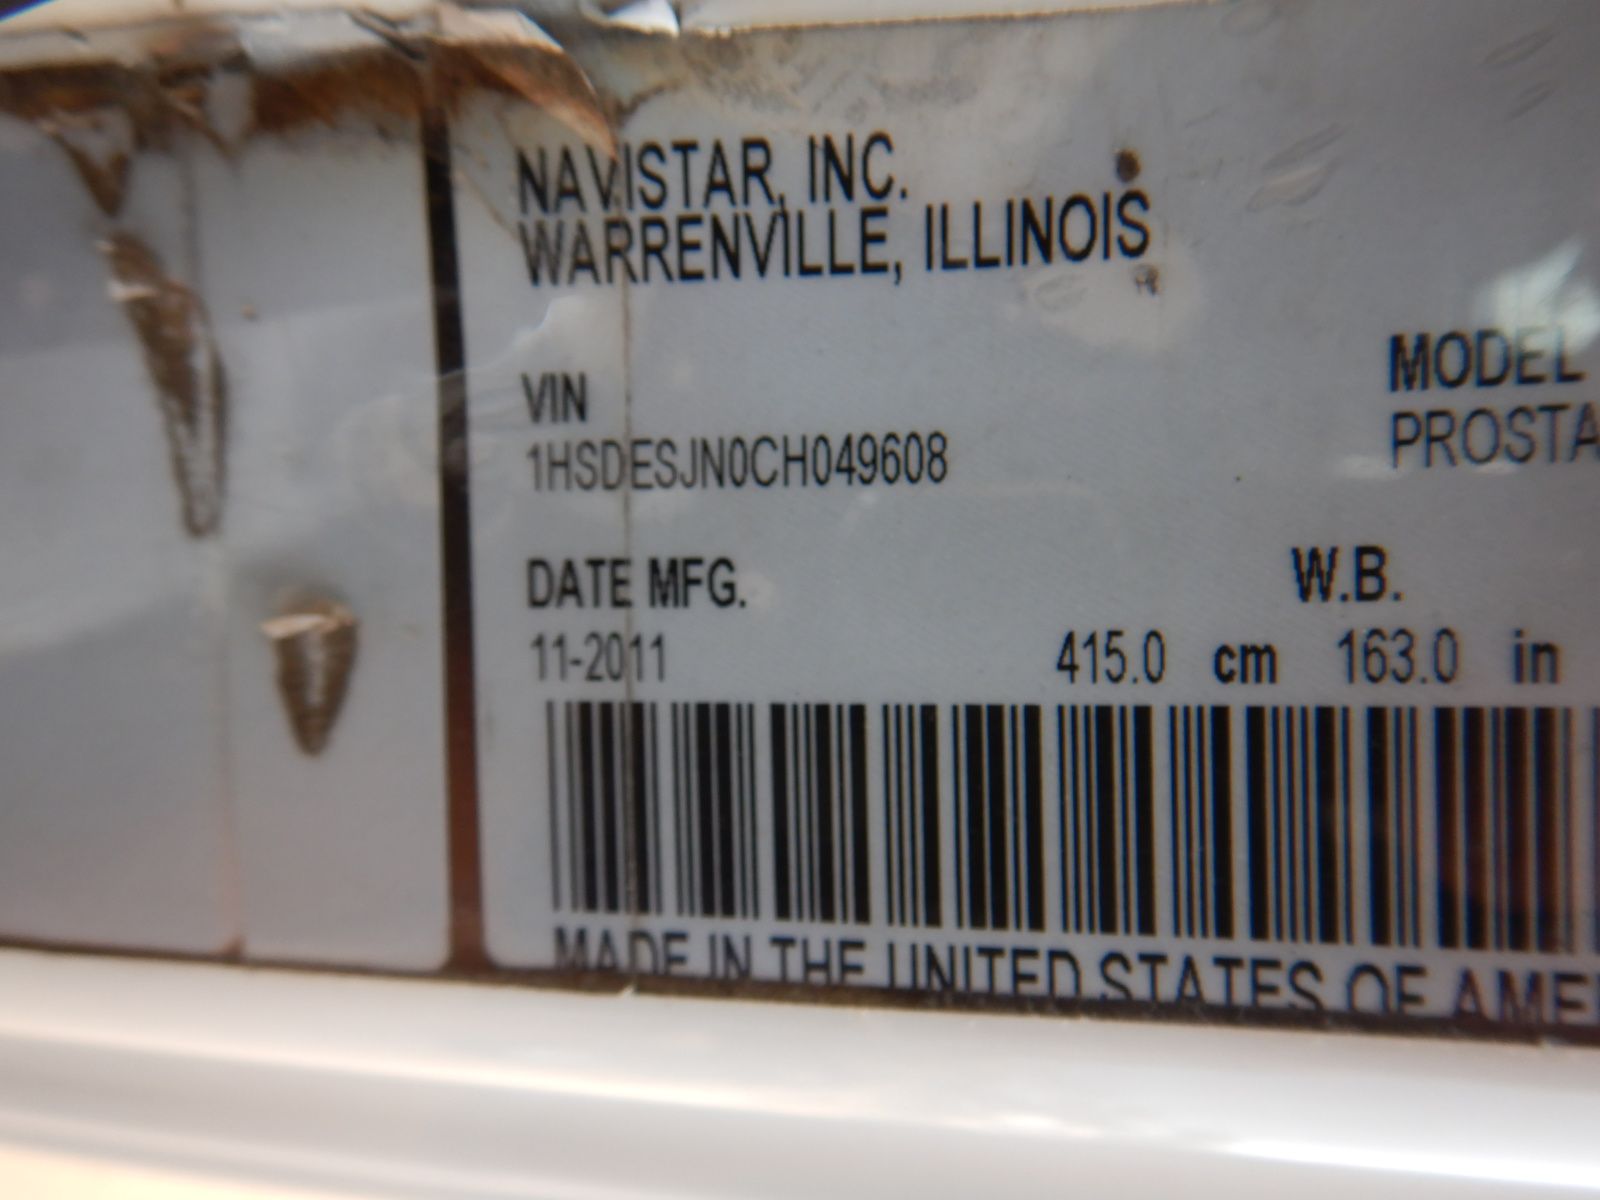 NAVISTAR, INC.
WARRENVILLE, ILLINOIS
VIN
1HSDESJN0CH049608
MODEL
PROSTA
DATE MFG.
W.B.
11-2011
415.0 cm 163.0 in
MADE IN THE UNITED STATES OF AME